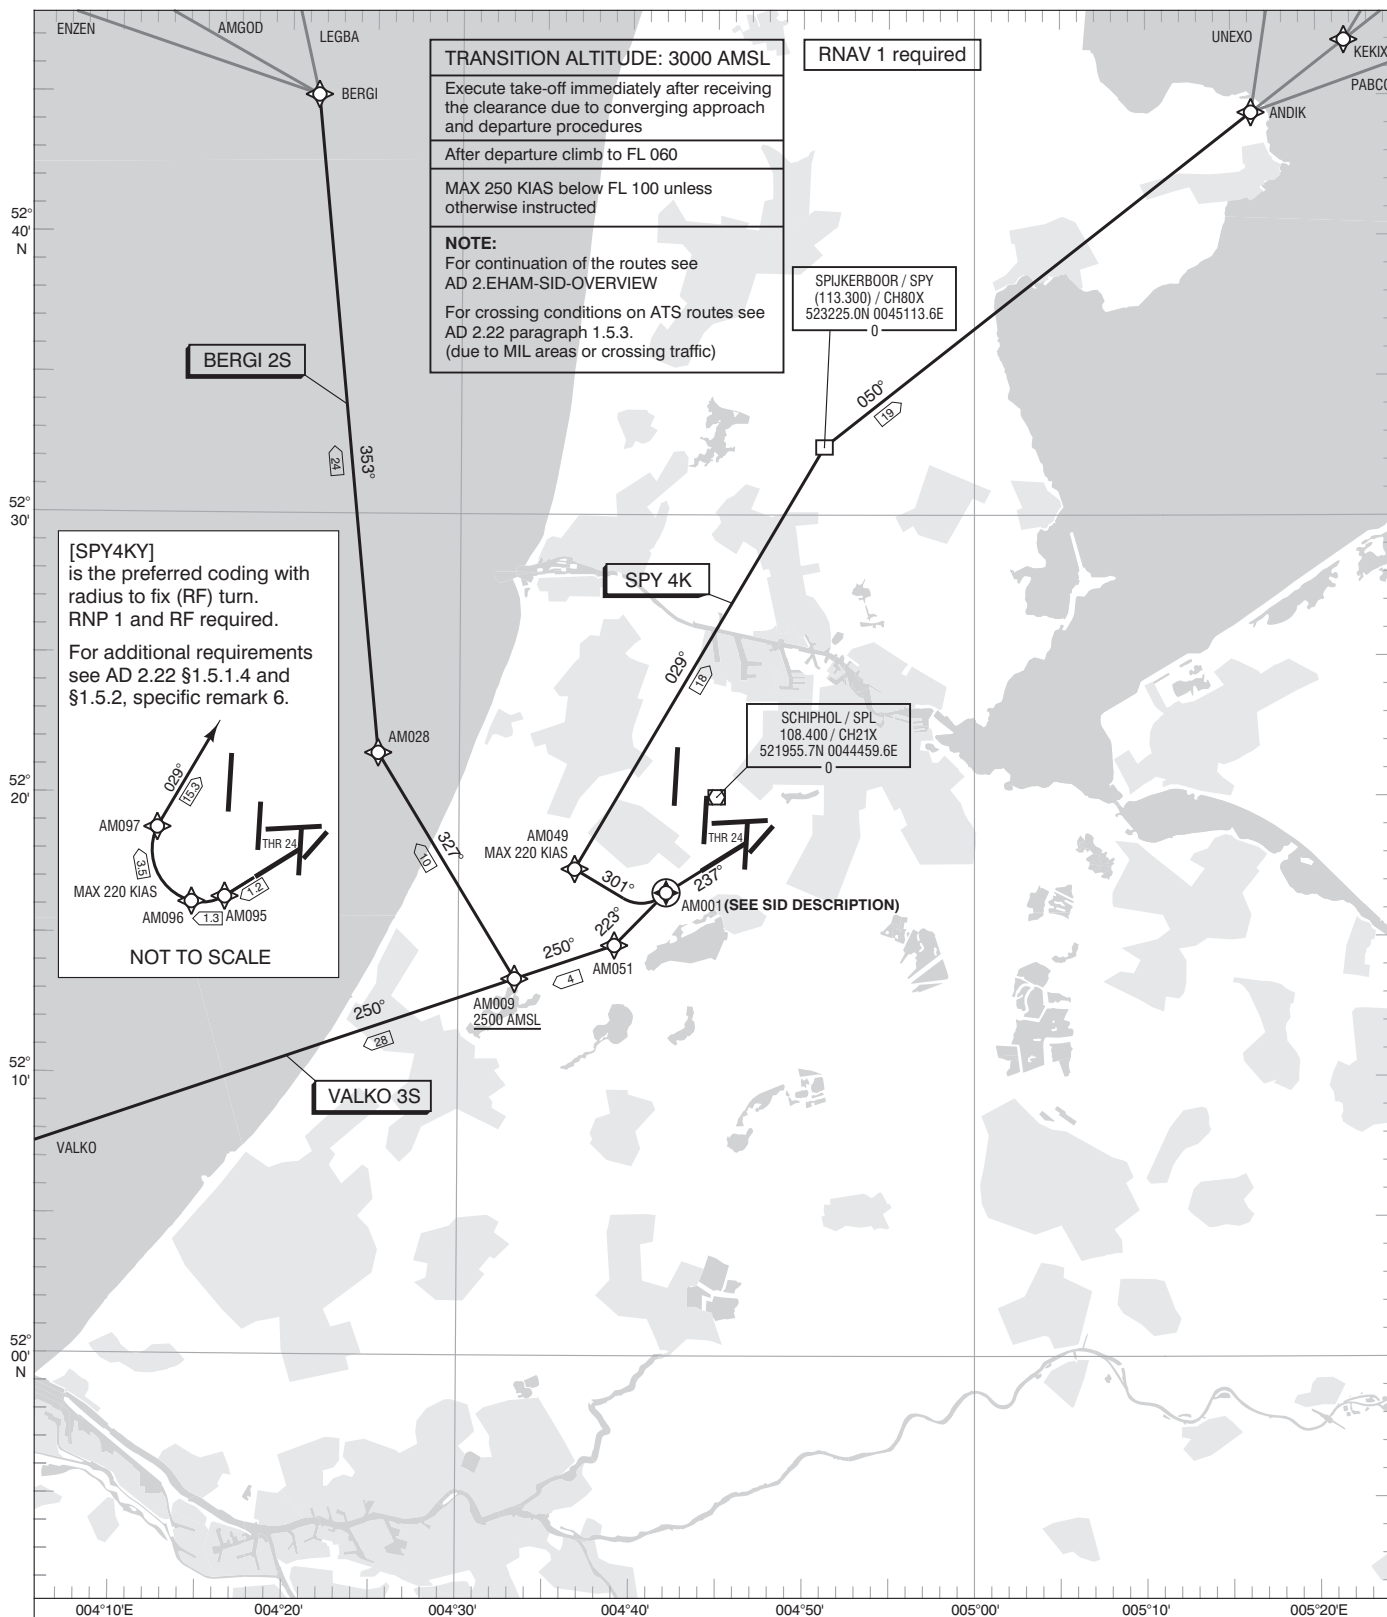 ENZEN
AMGOD
LEGBA
BERGI
TRANSITION ALTITUDE: 3000 AMSL
Execute take-off immediately after receiving
the clearance due to converging approach
and departure procedures
After departure climb to FL 060
MAX 250 KIAS below FL 100 unless
otherwise instructed
NOTE:
For continuation of the routes see
AD 2.EHAM-SID-OVERVIEW
For crossing conditions on ATS routes see
AD 2.22 paragraph 1.5.3.
(due to MIL areas or crossing traffic)
RNAV 1 required
UNEXO
KEKIX
PABCO
ANDIK
52°
40'
N
SPIJKERBOOR / SPY
(113.300) / CH80X
523225.0N 0045113.6E
0
BERGI 2S
050°
19
353°
24
52°
30'
[SPY4KY]
is the preferred coding with
radius to fix (RF) turn.
RNP 1 and RF required.
For additional requirements
see AD 2.22 §1.5.1.4 and
§1.5.2, specific remark 6.
029°
15.3
AM097
THR 24
3.5
MAX 220 KIAS
1.2
AM096
1.3
AM095
NOT TO SCALE
SPY 4K
029°
18
SCHIPHOL / SPL
108.400 / CH21X
521955.7N 0044459.6E
0
AM028
52°
20'
327°
10
AM049
MAX 220 KIAS
THR 24
301°
237°
AM001 (SEE SID DESCRIPTION)
223°
250°
AM051
4
AM009
2500 AMSL
250°
28
52°
10'
VALKO 3S
VALKO
52°
00'
N
004°10'E
004°20'
004°30'
004°40'
004°50'
005°00'
005°10'
005°20'E